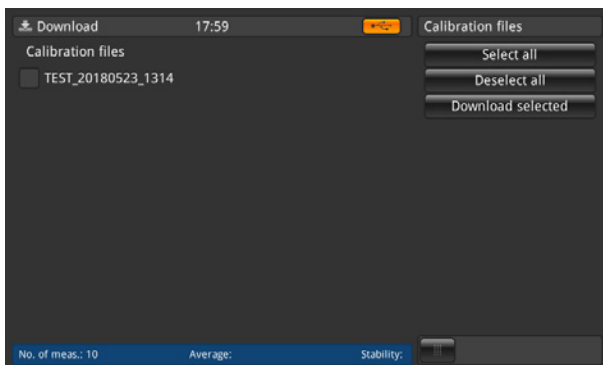 Download 17:59
Calibration files
TEST_20180523_1314
Calibration files
Select all
Deselect all
Download selected
No. of meas.: 10 Average: Stability: